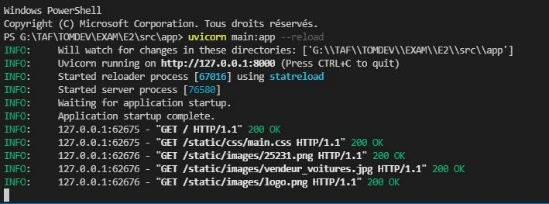 Windows PowerShell
Copyright (C) Microsoft Corporation. Tous droits réservés.
PS G:\TAF\TOMDEV\EXAM\E2\src\app> uvicorn main:app --reload
INFO:     Will watch for changes in these directories: ['G:\\TAF\\TOMDEV\\EXAM\\E2\\src\\app']
INFO:     Uvicorn running on http://127.0.0.1:8000 (Press CTRL+C to quit)
INFO:     Started reloader process [67016] using statreload
INFO:     Started server process [76580]
INFO:     Waiting for application startup.
INFO:     Application startup complete.
INFO:     127.0.0.1:62675 - "GET / HTTP/1.1" 200 OK
INFO:     127.0.0.1:62675 - "GET /static/css/main.css HTTP/1.1" 200 OK
INFO:     127.0.0.1:62676 - "GET /static/images/25231.png HTTP/1.1" 200 OK
INFO:     127.0.0.1:62675 - "GET /static/images/vendeur_voitures.jpg HTTP/1.1" 200 OK
INFO:     127.0.0.1:62676 - "GET /static/images/logo.png HTTP/1.1" 200 OK